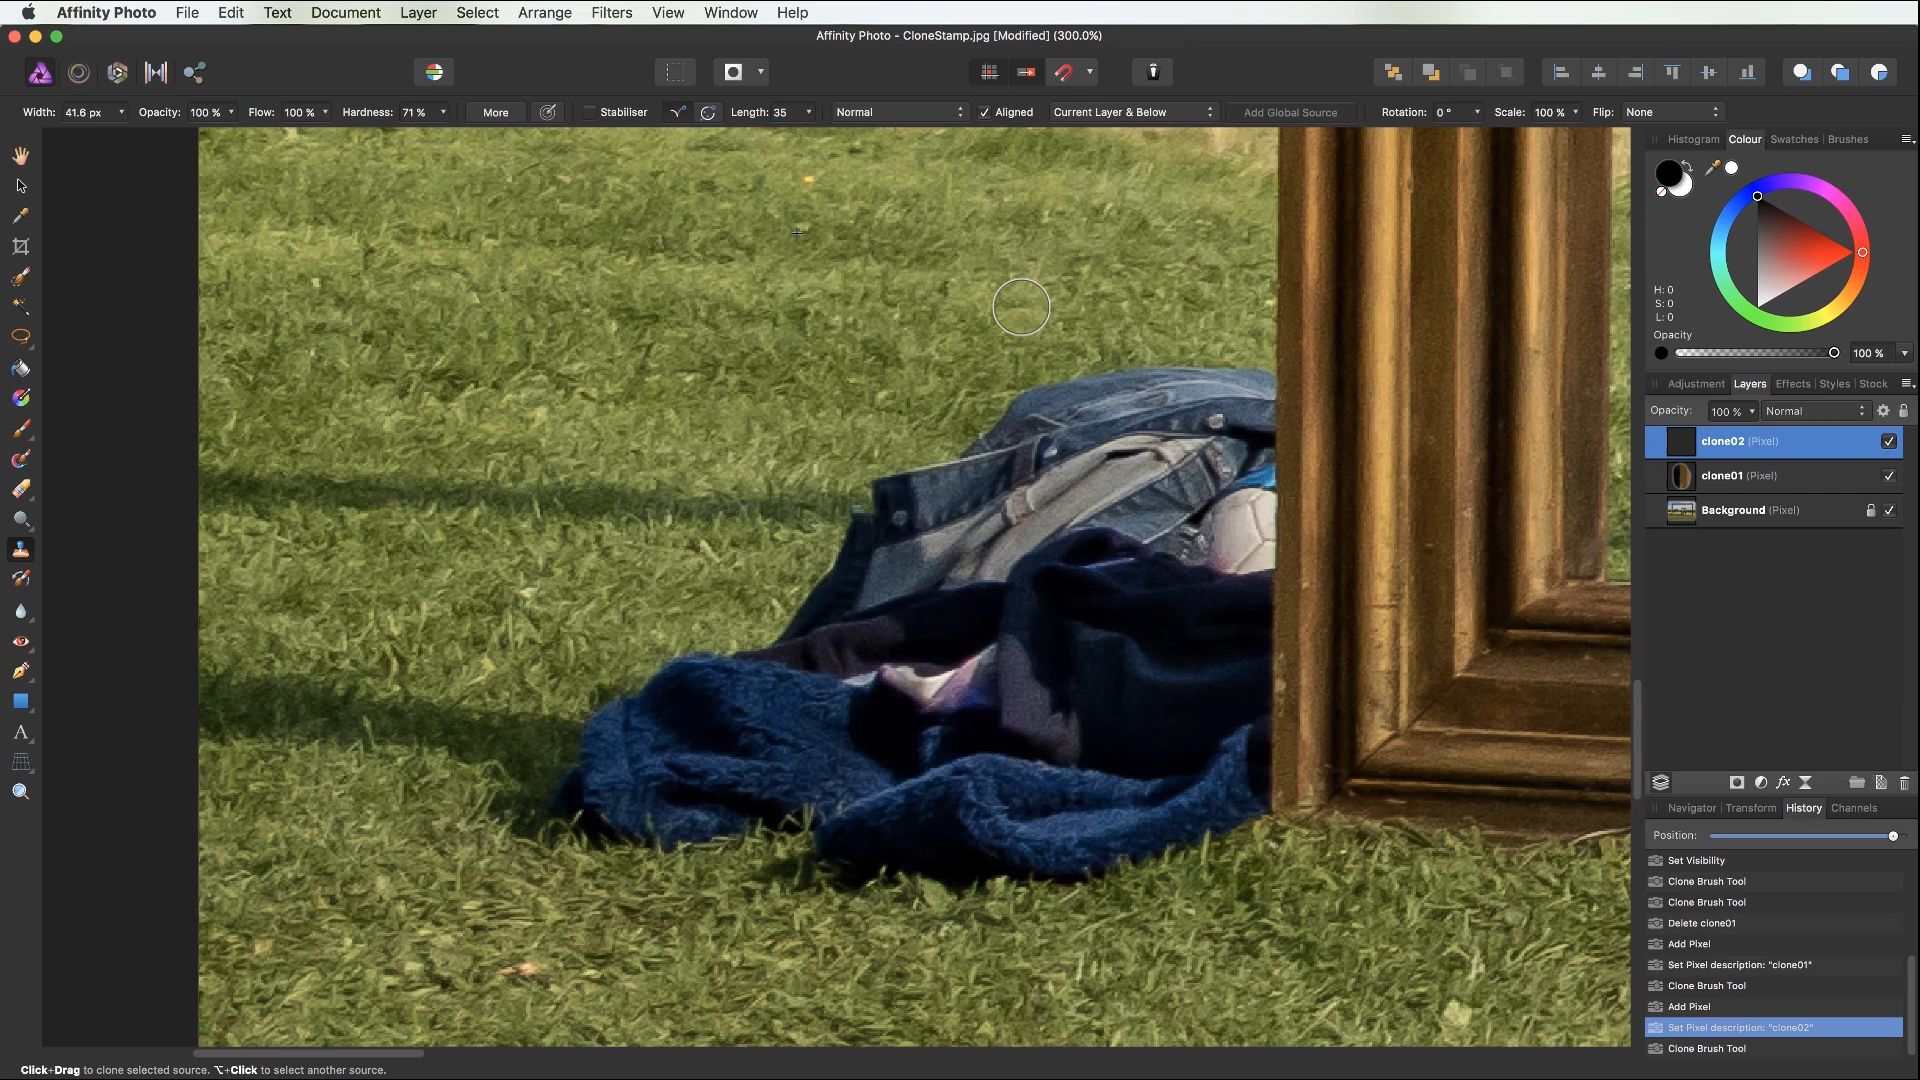 Affinity Photo File Edit Text Document Layer Select Arrange Filters View Window Help
Affinity Photo - CloneStamp.jpg [Modified] (300.0%)
Width: 41.6 px Opacity: 100 % Flow: 100 % Hardness: 71 % More Stabiliser Length: 35 Normal Aligned Current Layer & Below Add Global Source Rotation: 0 ° Scale: 100 % Flip: None
Histogram Colour Swatches Brushes
H: 0
S: 0
L: 0
Opacity
100 %
Adjustment Layers Effects Styles Stock
Opacity: 100 % Normal
clone02 (Pixel)
clone01 (Pixel)
Background (Pixel)
fx
A
Navigator Transform History Channels
Position:
Set Visibility
Clone Brush Tool
Clone Brush Tool
Delete clone01
Add Pixel
Set Pixel description: "clone01"
Clone Brush Tool
Add Pixel
Set Pixel description: "clone02"
Clone Brush Tool
Click+Drag to clone selected source. ⌥+Click to select another source.